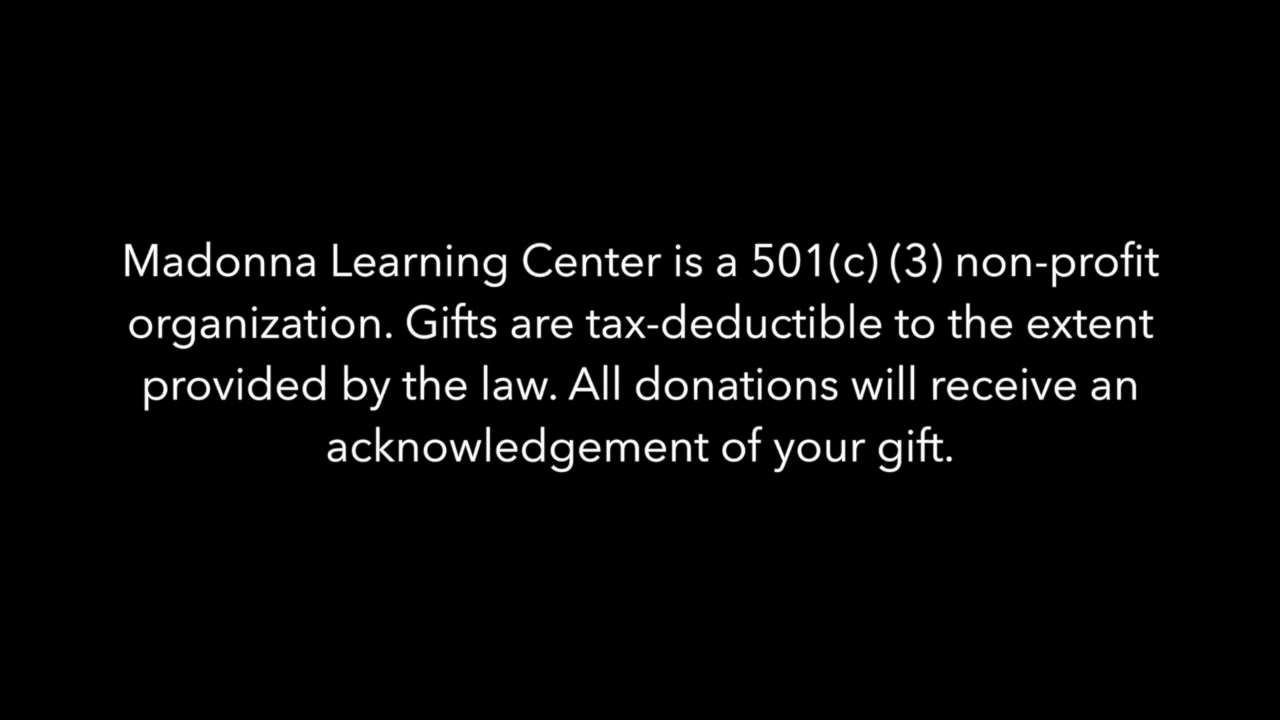 Madonna Learning Center is a 501(c) (3) non-profit
organization. Gifts are tax-deductible to the extent
provided by the law. All donations will receive an
acknowledgement of your gift.